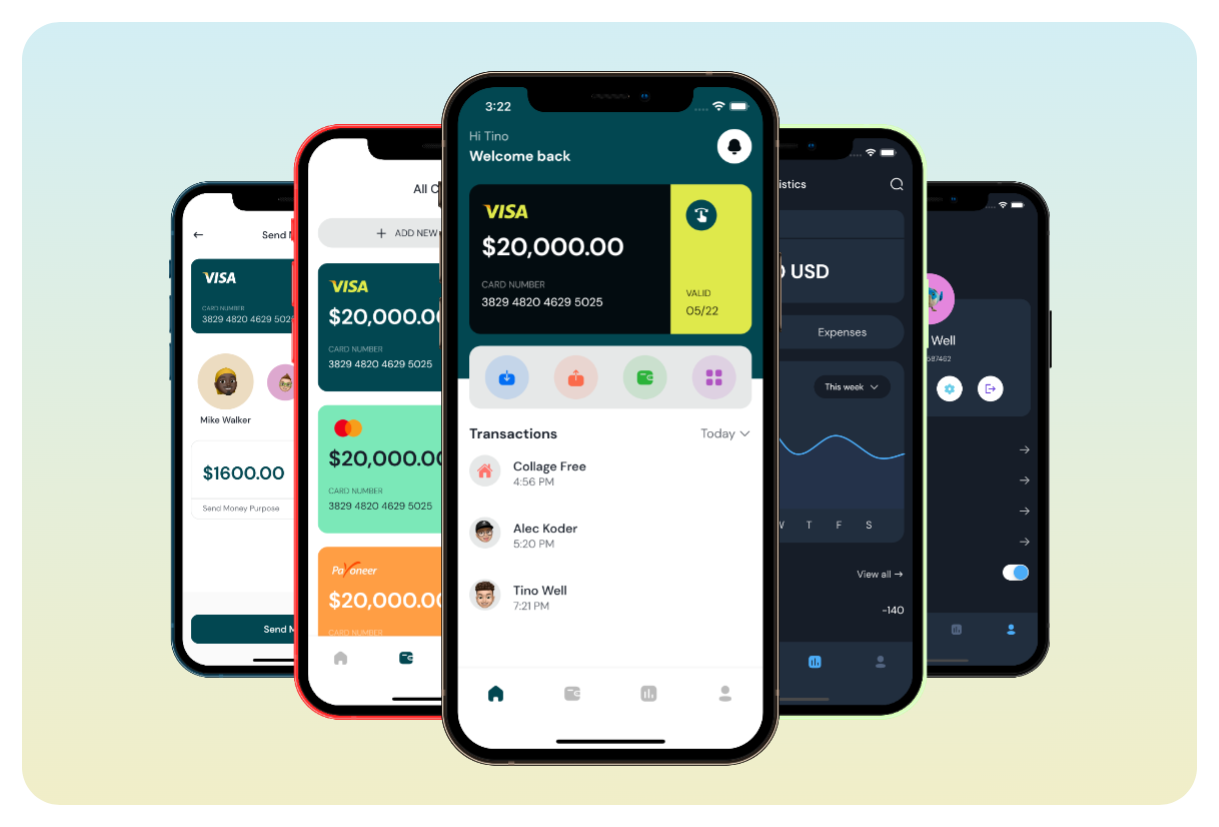 Send M
VISA
CARD NUMBER
3829 4820 4629 502
Mike Walker
$1600.00
Send Money Purpose
Send M
All C
+ ADD NEW
VISA
$20,000.0
CARD NUMBER
3829 4820 4629 5025
$20,000.00
CARD NUMBER
3829 4820 4629 5025
Payoneer
$20,000.00
CARD NUMBER
3:22
Hi Tino
Welcome back
VISA
$20,000.00
CARD NUMBER
3829 4820 4629 5025
VALID
05/22
Transactions
Today
Collage Free
4:56 PM
Alec Koder
5:20 PM
Tino Well
7:21 PM
istics
USD
Expenses
This week
T F S
View all →
-140
Well
587462